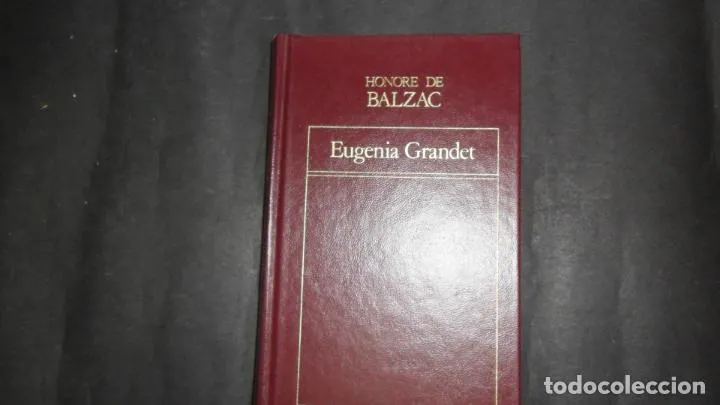 HONORE DE
BALZAC
Eugenia Grandet
todocoleccion